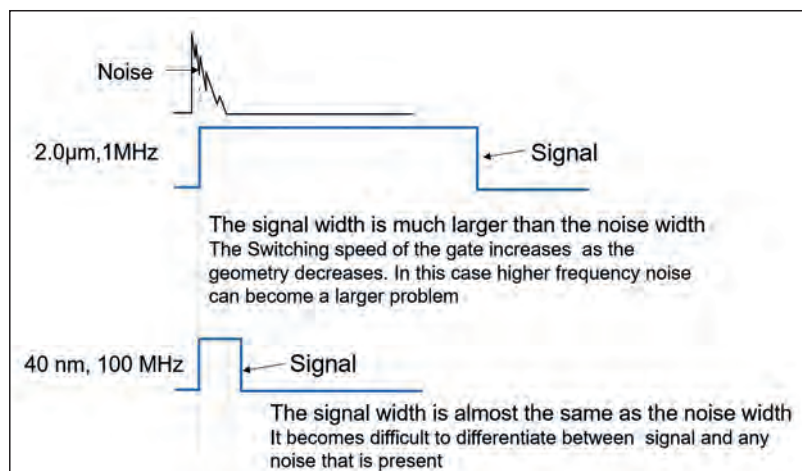 Noise
2.0µm,1MHz
Signal
The signal width is much larger than the noise width
The Switching speed of the gate increases as the
geometry decreases. In this case higher frequency noise
can become a larger problem
40 nm, 100 MHz
Signal
The signal width is almost the same as the noise width
It becomes difficult to differentiate between signal and any
noise that is present